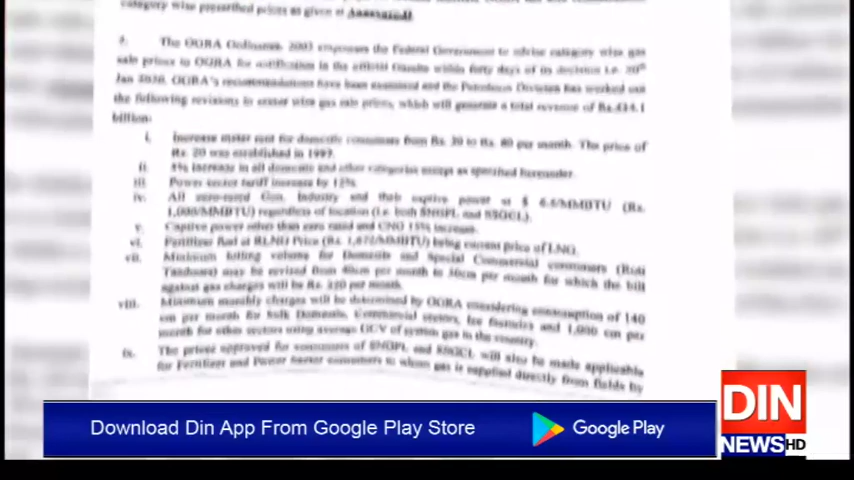 category wise prescribed prices as given at Annexure-II.
2. The OGRA Ordinance, 2002 empowers the Federal Government to advise category wise gas
sale prices to OGRA for notification in the official Gazette within forty days of its decision i.e. 20th
Jan 2020. OGRA's recommendations have been examined and the Petroleum Division has worked out
the following revisions in consumer wise gas sale prices, which will generate a total revenue of Rs.
billion:
i. Increase meter rent for domestic consumers from Rs. 20 to Rs. 80 per month. The price of
Rs. 20 was established in 1997.
ii. 5% increase in all domestic and other categories except as specified hereunder.
iii. Power sector tariff increase by 12%.
iv. All zero-rated Gen. Industry and their captive power at $ 6.5/MMBTU (Rs.
1,000/MMBTU) regardless of location (i.e. both SNGPL and SSGCL).
v. Captive power other than zero rated and CNG 15% increase.
vi. Fertilizer fuel at RLNG Price (Rs. /MMBTU) being current price of LNG.
vii. Minimum billing volume for Domestic and Special Commercial consumers (Roti
Tandoors) may be revised from per month to per month for which the bill
against gas charges will be Rs. per month.
viii. Minimum monthly charges will be determined by OGRA considering consumption of 140
cm per month for bulk Domestic, Commercial sectors, Ice factories and 1,000 cm per
month for other sectors using average GCV of system gas in the country.
ix. The prices approved for consumers of SNGPL and SSGCL will also be made applicable
for Fertilizer and Power Sector consumers to whom gas is supplied directly from fields by
Download Din App From Google Play Store
Google Play
DIN
NEWS HD